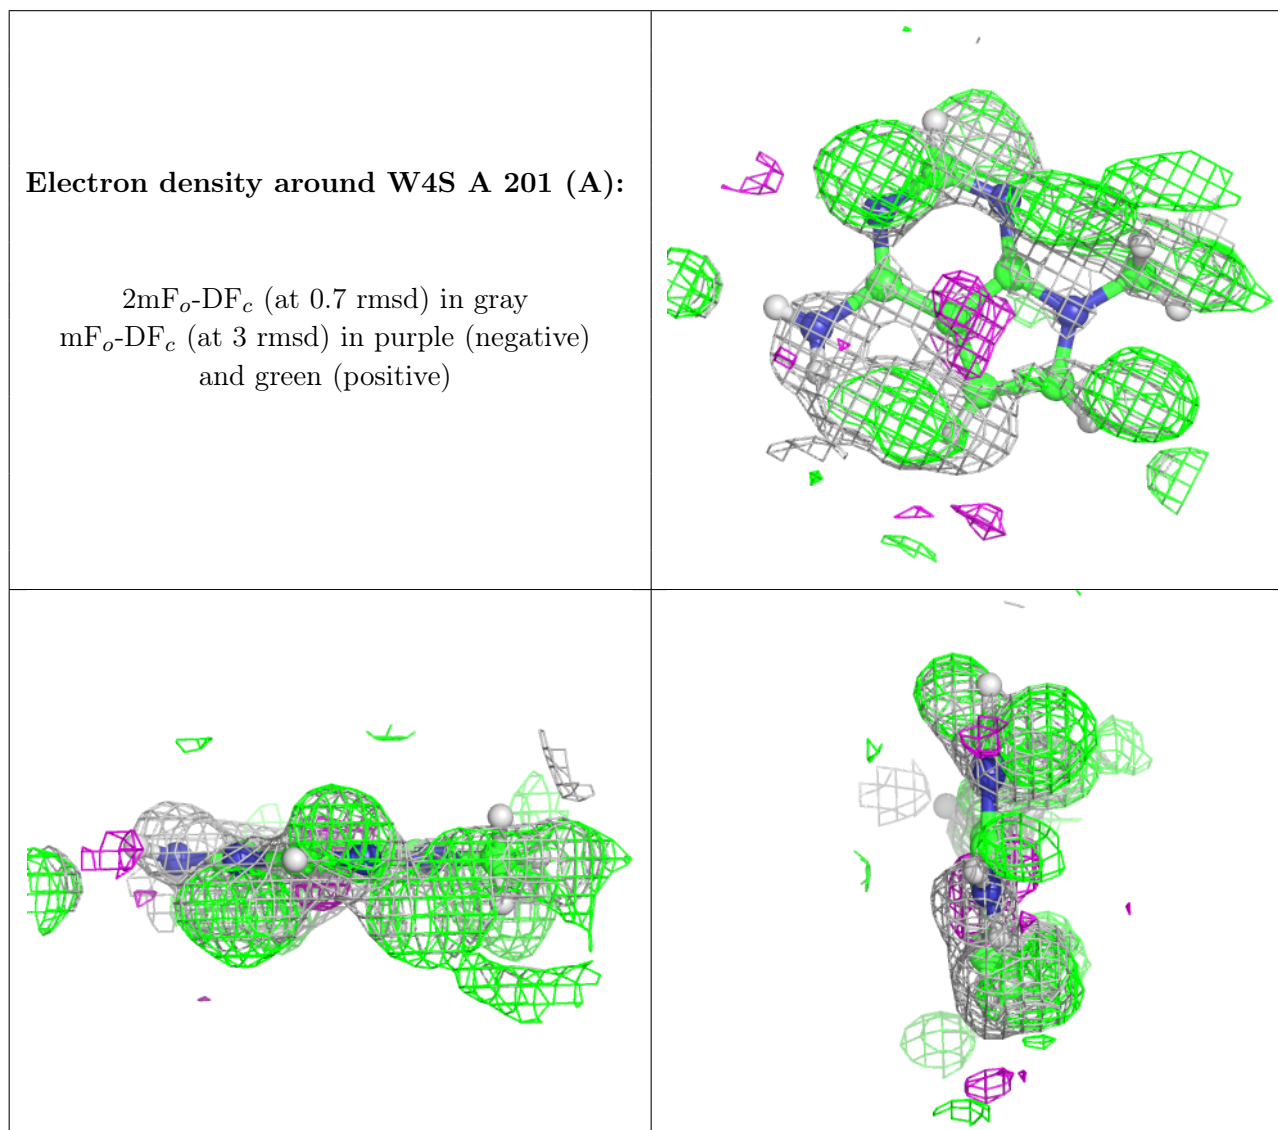 Electron density around W4S A 201 (A):
2mFo-DFc (at 0.7 rmsd) in gray
mFo-DFc (at 3 rmsd) in purple (negative)
and green (positive)